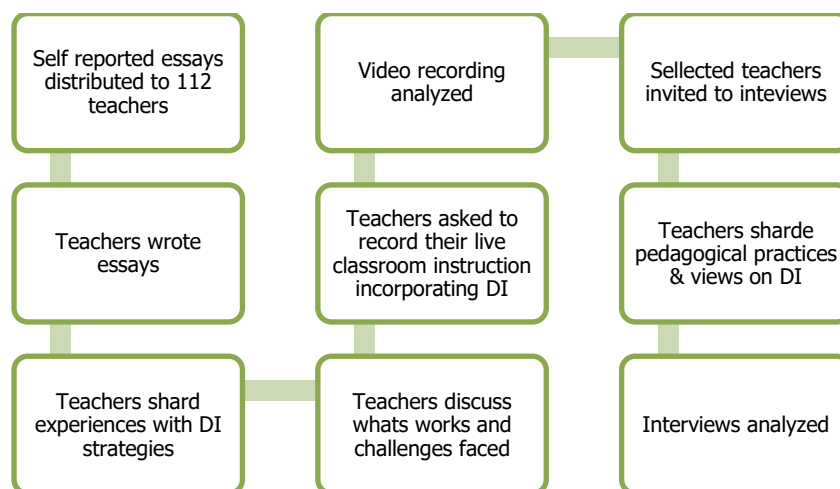 Self reported essays
distributed to 112
teachers
Teachers wrote
essays
Teachers shard
experiences with DI
strategies
Teachers discuss
whats works and
challenges faced
Teachers asked to
record their live
classroom instruction
incorporating DI
Video recording
analyzed
Sellected teachers
invited to inteviews
Teachers sharde
pedagogical practices
& views on DI
Interviews analyzed